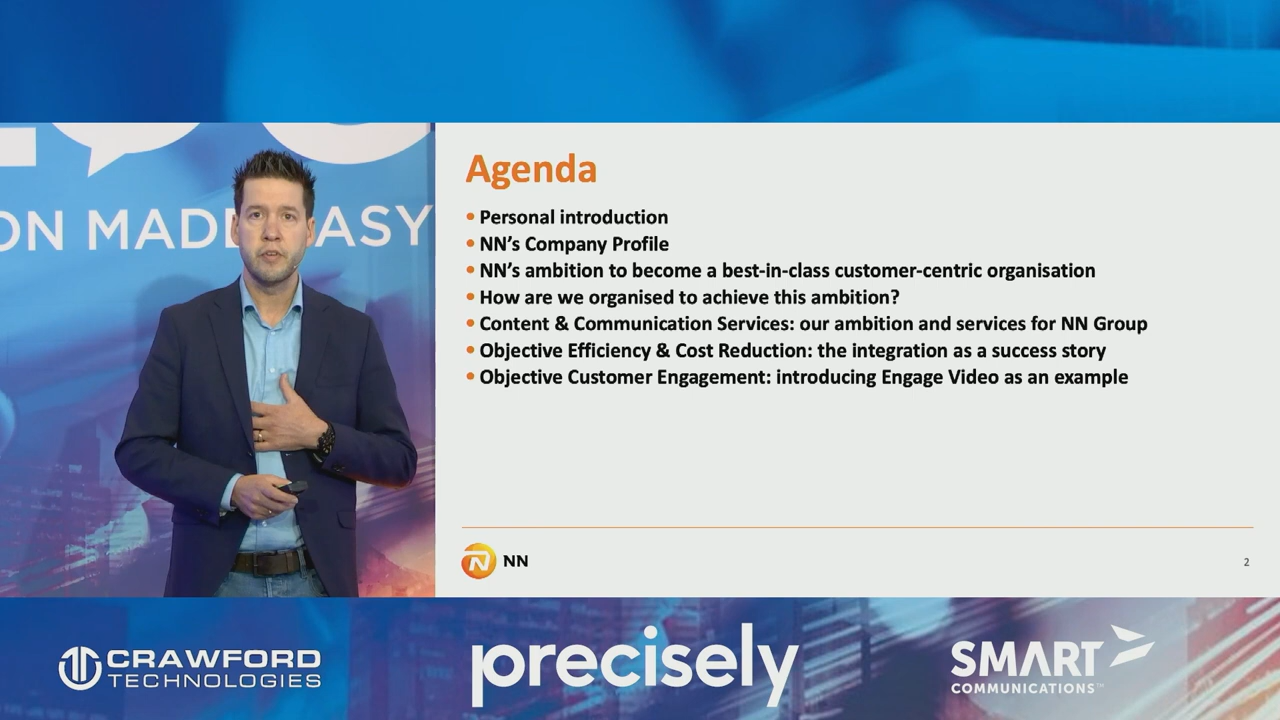 ON MADE EASY
Agenda
• Personal introduction
• NN’s Company Profile
• NN’s ambition to become a best-in-class customer-centric organisation
• How are we organised to achieve this ambition?
• Content & Communication Services: our ambition and services for NN Group
• Objective Efficiency & Cost Reduction: the integration as a success story
• Objective Customer Engagement: introducing Engage Video as an example
NN
2
CRAWFORD
TECHNOLOGIES
precisely
SMART
COMMUNICATIONS™